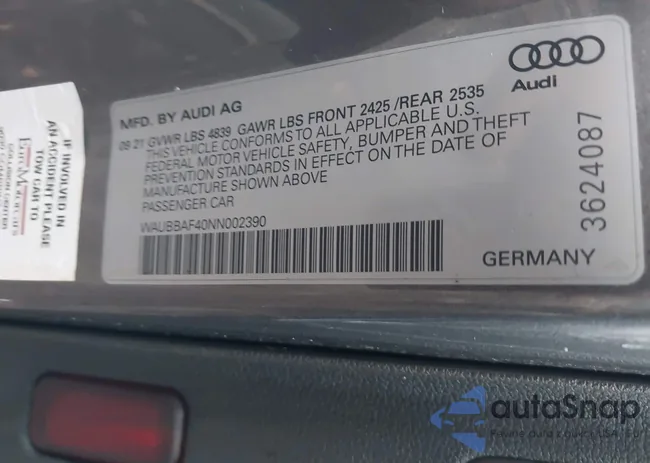 Audi
MFD. BY AUDI AG
09 21 GVWR LBS 4839 GAWR LBS FRONT 2425 / REAR 2535
THIS VEHICLE CONFORMS TO ALL APPLICABLE U.S.
FEDERAL MOTOR VEHICLE SAFETY, BUMPER AND THEFT
PREVENTION STANDARDS IN EFFECT ON THE DATE OF
MANUFACTURE SHOWN ABOVE
PASSENGER CAR
WAUBBAF40NN002390
GERMANY
3624087
IF INVOLVED IN
AN ACCIDENT PLEASE
TOW CAR TO
COLLISION CENTER
autoSnap